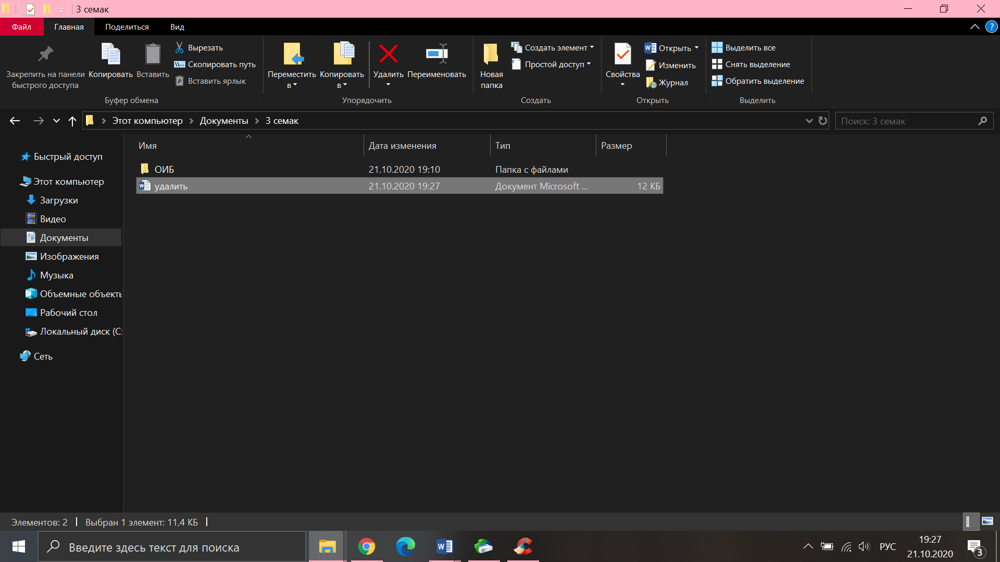 3 семак
Файл Главная Поделиться Вид
Закрепить на панели быстрого доступа
Копировать
Вставить
Вырезать
Скопировать путь
Вставить ярлык
Буфер обмена
Переместить в
Копировать в
Удалить
Переименовать
Упорядочить
Новая папка
Создать элемент
Простой доступ
Создать
Свойства
Открыть
Изменить
Журнал
Открыть
Выделить все
Снять выделение
Обратить выделение
Выделить
Этот компьютер Документы 3 семак
Поиск: 3 семак
Быстрый доступ
Этот компьютер
Загрузки
Видео
Документы
Изображения
Музыка
Объемные объекты
Рабочий стол
Локальный диск (C:
Сеть
Имя Дата изменения Тип Размер
ОИБ 21.10.2020 19:10 Папка с файлами
удалить 21.10.2020 19:27 Документ Microsoft ... 12 КБ
Элементов: 2 Выбран 1 элемент: 11,4 КБ
Введите здесь текст для поиска
РУС
19:27
21.10.2020
3